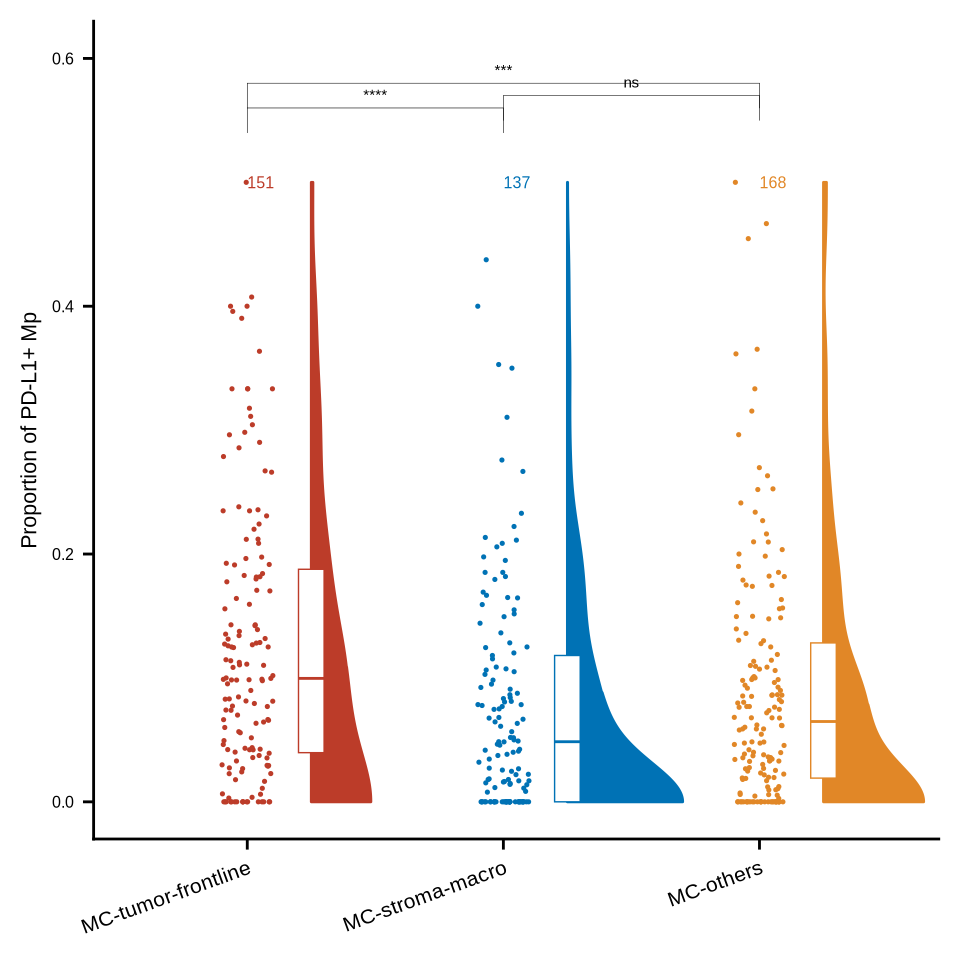 0.6
***
ns
****
151
137
168
0.4
Proportion of PD-L1+ Mp
0.2
0.0
MC-tumor-frontline
MC-stroma-macro
MC-others